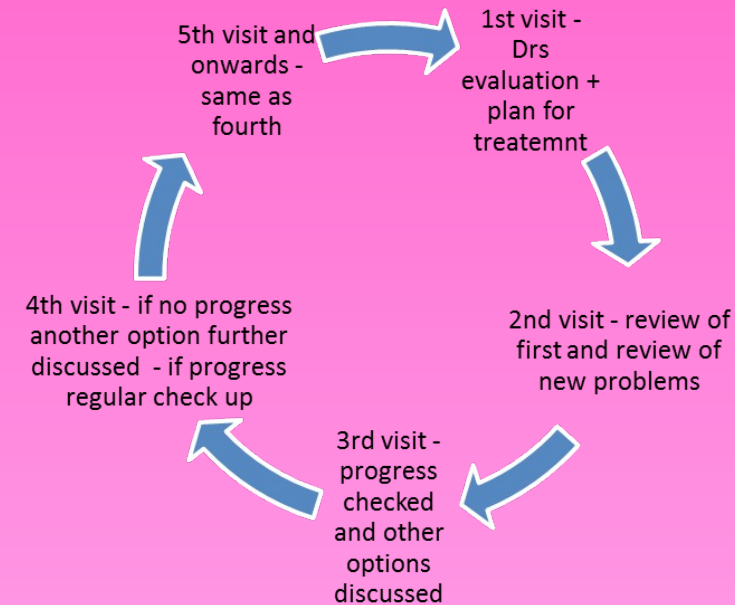 1st visit -
Drs
evaluation +
plan for
treatemnt
2nd visit - review of
first and review of
new problems
3rd visit -
progress
checked
and other
options
discussed
4th visit - if no progress
another option further
discussed - if progress
regular check up
5th visit and
onwards -
same as
fourth